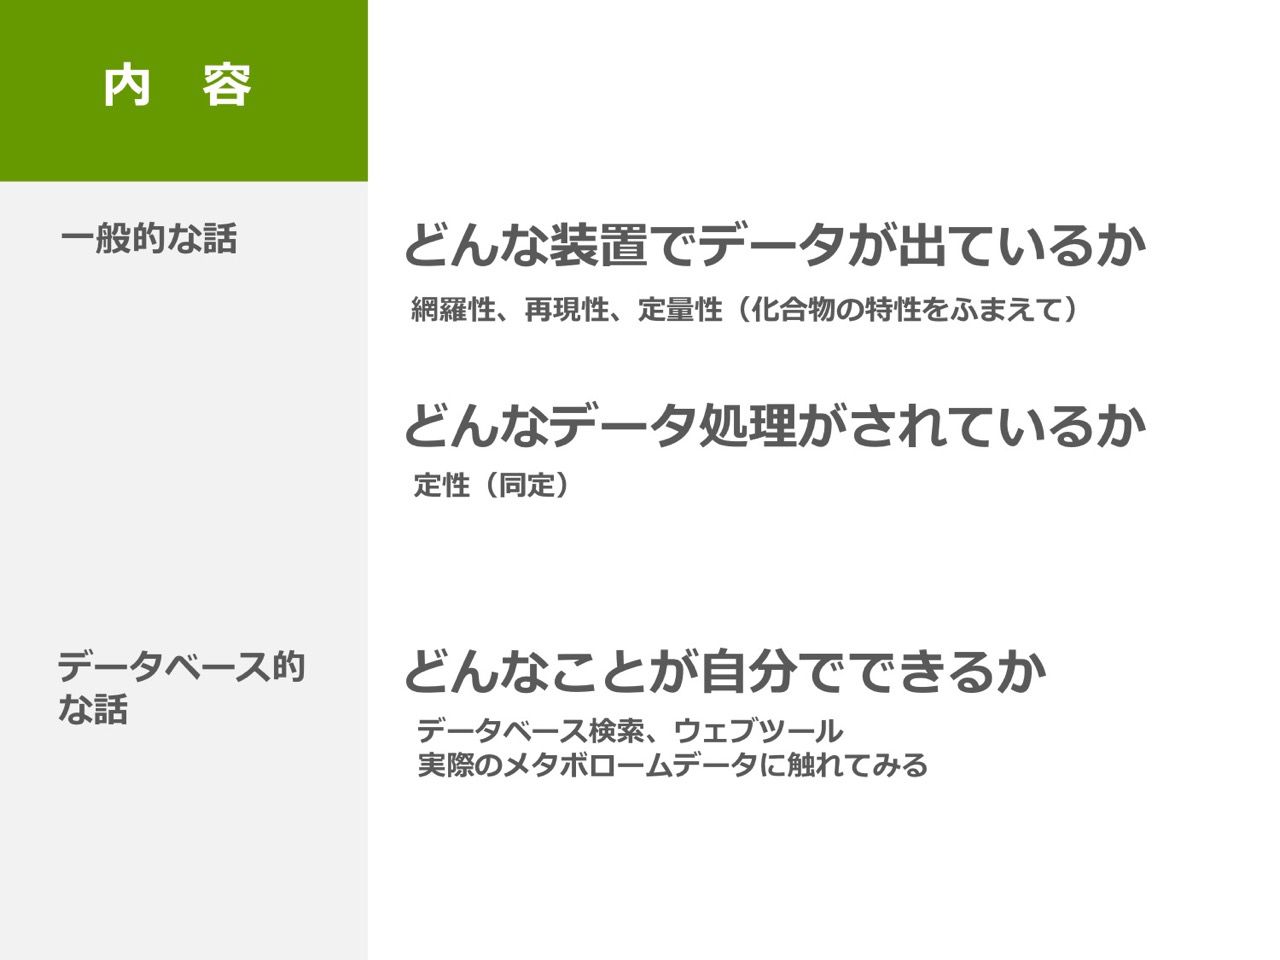 内　容
一般的な話
どんな装置でデータが出ているか
網羅性、再現性、定量性（化合物の特性をふまえて）
どんなデータ処理がされているか
定性（同定）
データベース的
な話
どんなことが自分でできるか
データベース検索、ウェブツール
実際のメタボロームデータに触れてみる